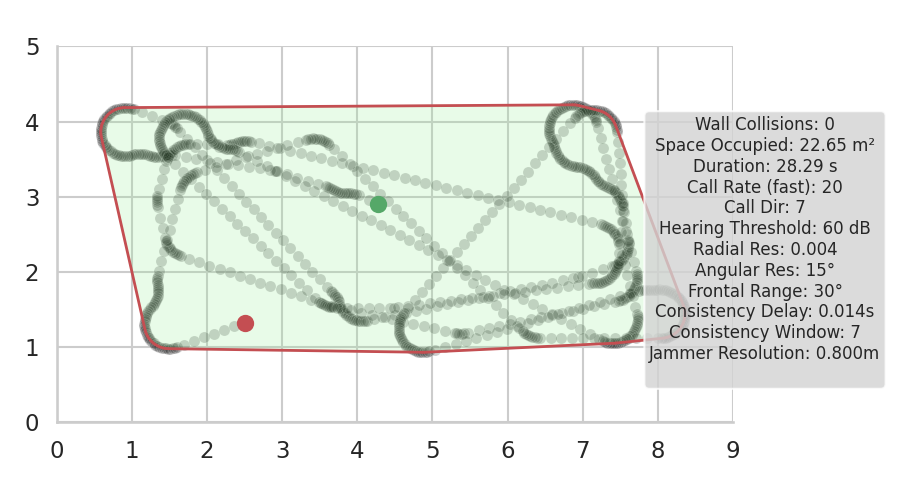 5
4
3
2
1
0
0 1 2 3 4 5 6 7 8 9
Wall Collisions: 0
Space Occupied: 22.65 m²
Duration: 28.29 s
Call Rate (fast): 20
Call Dir: 7
Hearing Threshold: 60 dB
Radial Res: 0.004
Angular Res: 15°
Frontal Range: 30°
Consistency Delay: 0.014s
Consistency Window: 7
Jammer Resolution: 0.800m